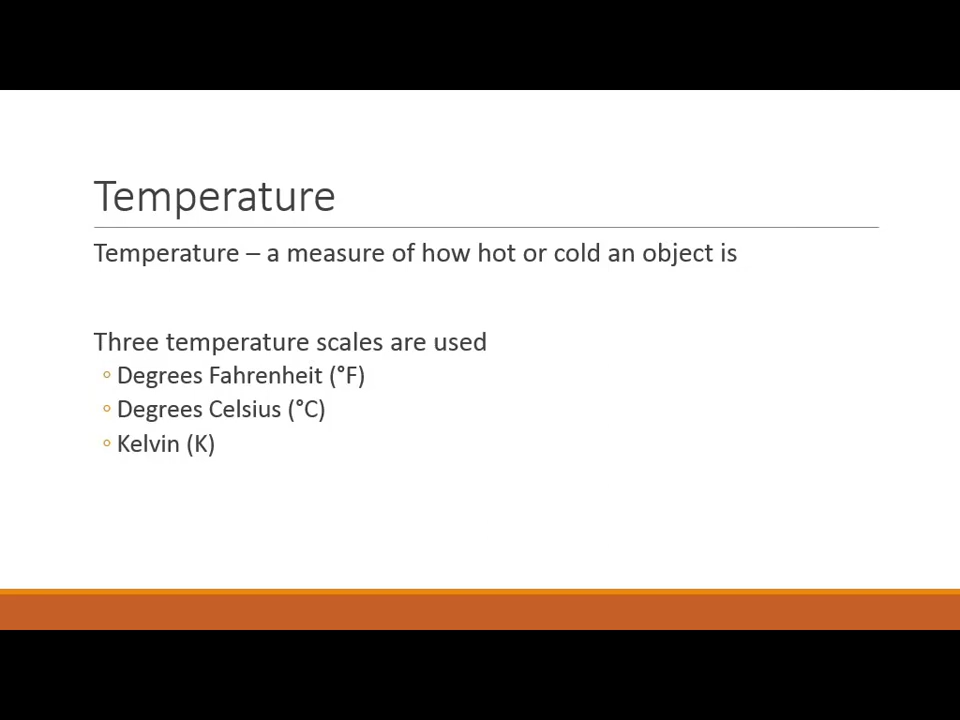 Temperature
Temperature – a measure of how hot or cold an object is
Three temperature scales are used
◦ Degrees Fahrenheit (°F)
◦ Degrees Celsius (°C)
◦ Kelvin (K)